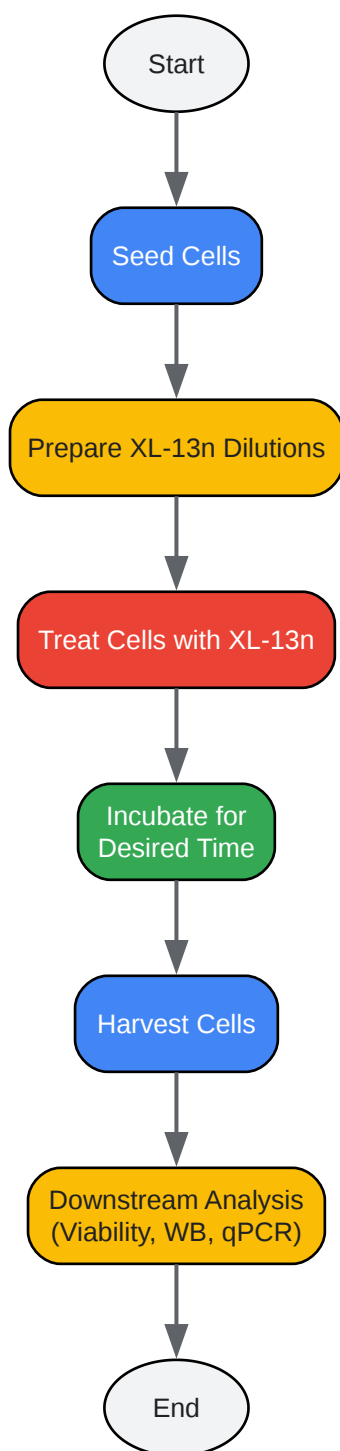 Start
Seed Cells
Prepare XL-13n Dilutions
Treat Cells with XL-13n
Incubate for
Desired Time
Harvest Cells
Downstream Analysis
(Viability, WB, qPCR)
End